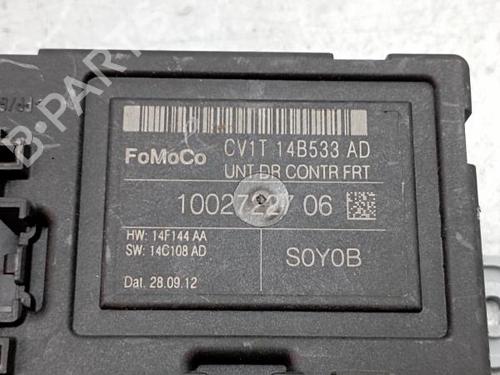 FoMoCo CV1T 14B533 AD
UNT DR CONTR FRT
10027227 06
HW: 14F144 AA
SW: 14C108 AD
S0Y0B
Dat. 28.09.12
B-PARTS